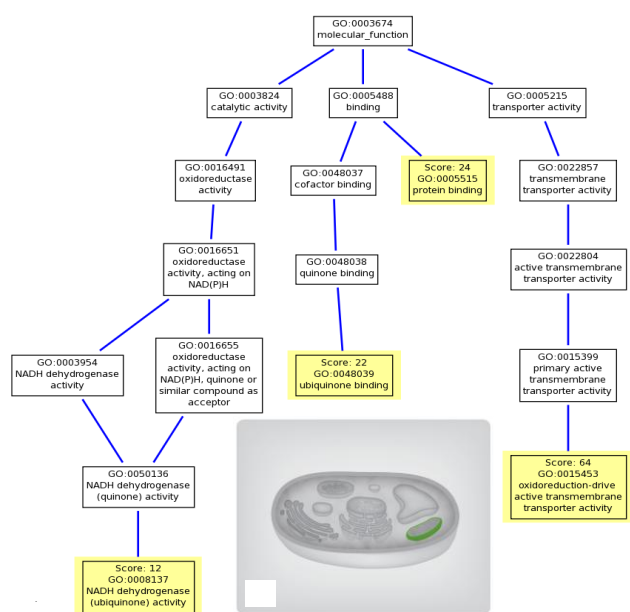 GO:0003674
molecular_function
GO:0003824
catalytic activity
GO:0005488
binding
GO:0005215
transporter activity
GO:0016491
oxidoreductase
activity
GO:0048037
cofactor binding
Score: 24
GO:0005515
protein binding
GO:0022857
transmembrane
transporter activity
GO:0016651
oxidoreductase
activity, acting on
NAD(P)H
GO:0048038
quinone binding
GO:0022804
active transmembrane
transporter activity
GO:0003954
NADH dehydrogenase
activity
GO:0016655
oxidoreductase
activity, acting on
NAD(P)H, quinone or
similar compound as
acceptor
Score: 22
GO:0048039
ubiquinone binding
GO:0015399
primary active
transmembrane
transporter activity
GO:0050136
NADH dehydrogenase
(quinone) activity
Score: 64
GO:0015453
oxidoreduction-drive
active transmembrane
transporter activity
Score: 12
GO:0008137
NADH dehydrogenase
(ubiquinone) activity